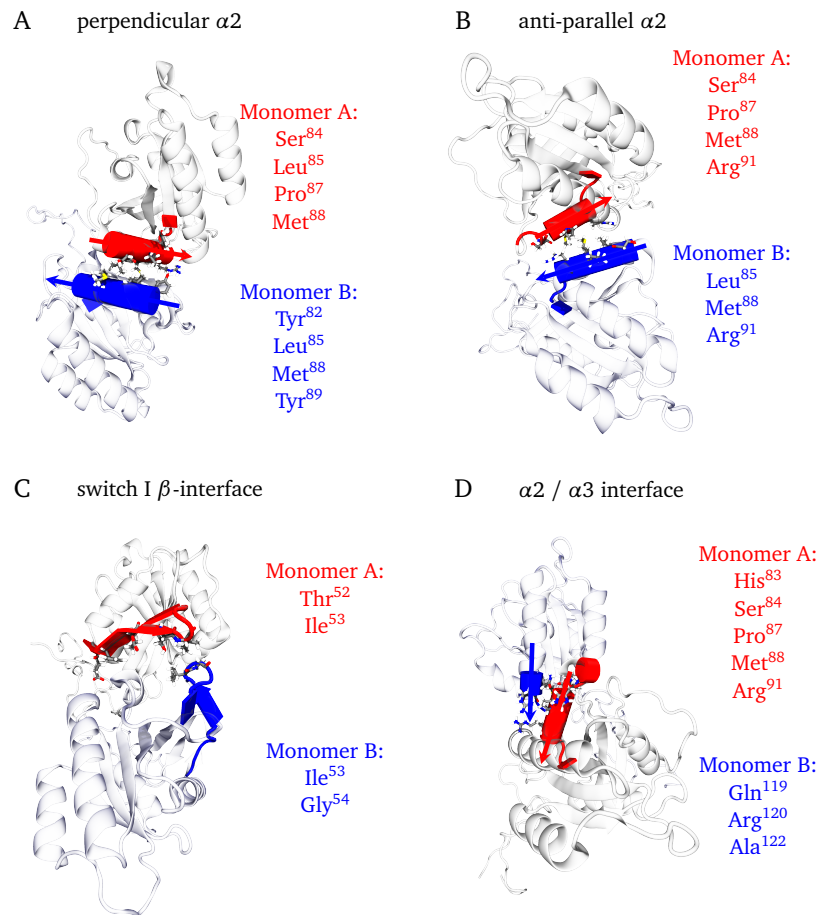 A perpendicular α2
Monomer A:
Ser⁸⁴
Leu⁸⁵
Pro⁸⁷
Met⁸⁸
Monomer B:
Tyr⁸²
Leu⁸⁵
Met⁸⁸
Tyr⁸⁹
B anti-parallel α2
Monomer A:
Ser⁸⁴
Pro⁸⁷
Met⁸⁸
Arg⁹¹
Monomer B:
Leu⁸⁵
Met⁸⁸
Arg⁹¹
C switch I β-interface
Monomer A:
Thr⁵²
Ile⁵³
Monomer B:
Ile⁵³
Gly⁵⁴
D α2 / α3 interface
Monomer A:
His⁸³
Ser⁸⁴
Pro⁸⁷
Met⁸⁸
Arg⁹¹
Monomer B:
Gln¹¹⁹
Arg¹²⁰
Ala¹²²